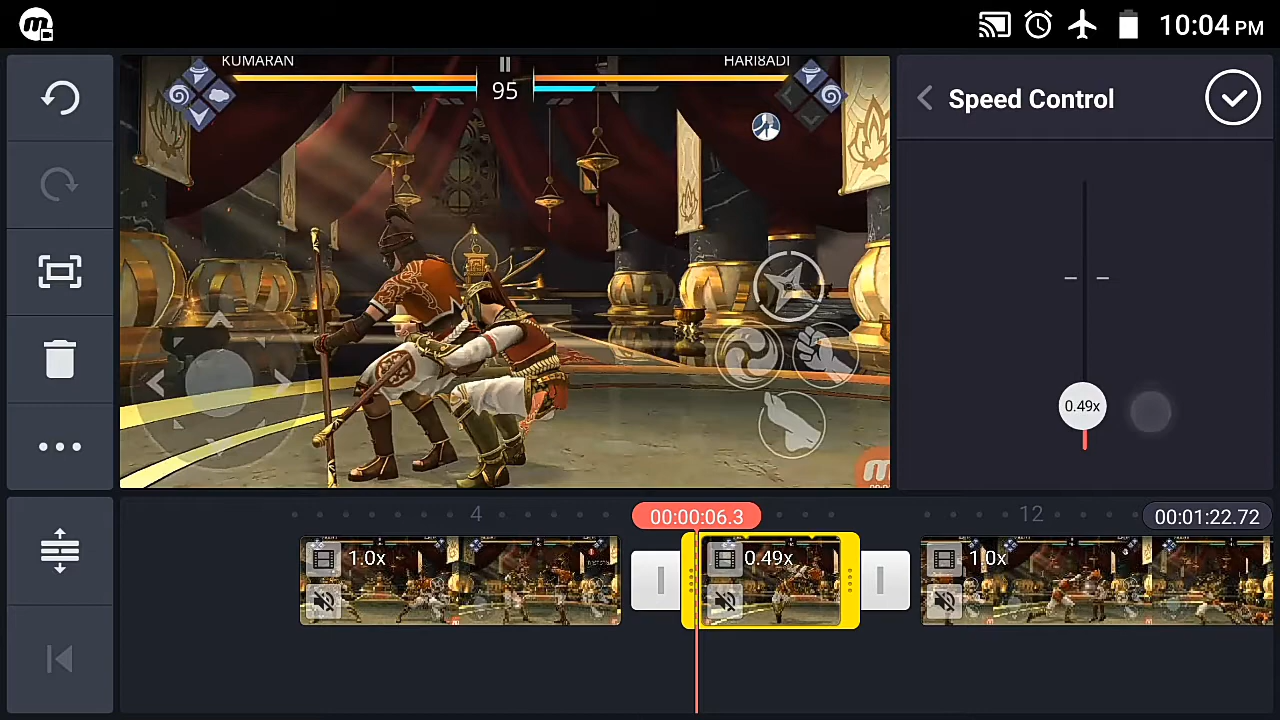 10:04 PM
KUMARAN
HARI8ADI
95
Speed Control
0.49x
4
00:00:06.3
12
00:01:22.72
1.0x
0.49x
1.0x